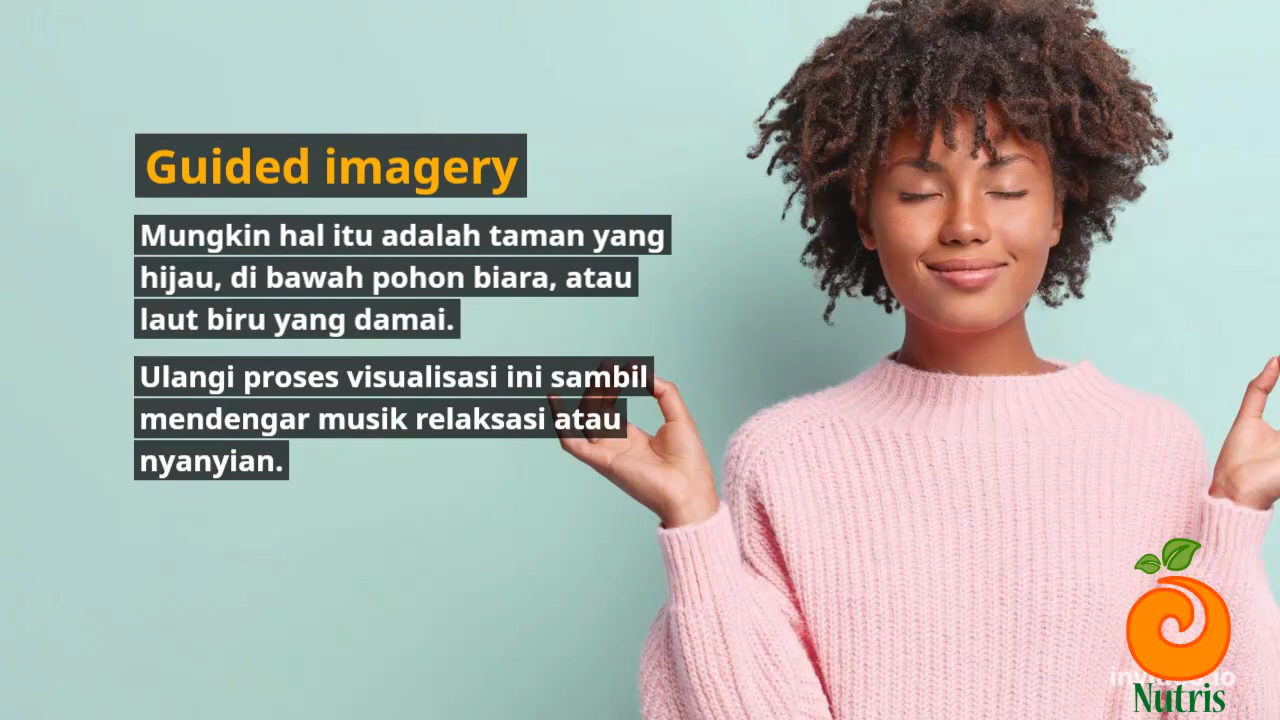 Guided imagery
Mungkin hal itu adalah taman yang
hijau, di bawah pohon biara, atau
laut biru yang damai.
Ulangi proses visualisasi ini sambil
mendengar musik relaksasi atau
nyanyian.
Nutris